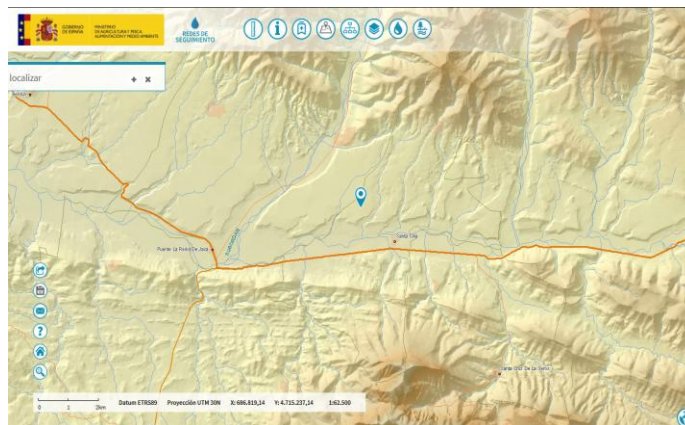 GOBIERNO
DE ESPAÑA
MINISTERIO
DE AGRICULTURA Y PESCA,
ALIMENTACIÓN Y MEDIO AMBIENTE
REDES DE
SEGUIMIENTO
localizar
Puente La Reina De Jaca
Santa Cilia
Santa Cruz De La Serós
0 1 2km
Datum ETRS89 Proyección UTM 30N X: 686.819,14 Y: 4.715.237,14 1:62.500